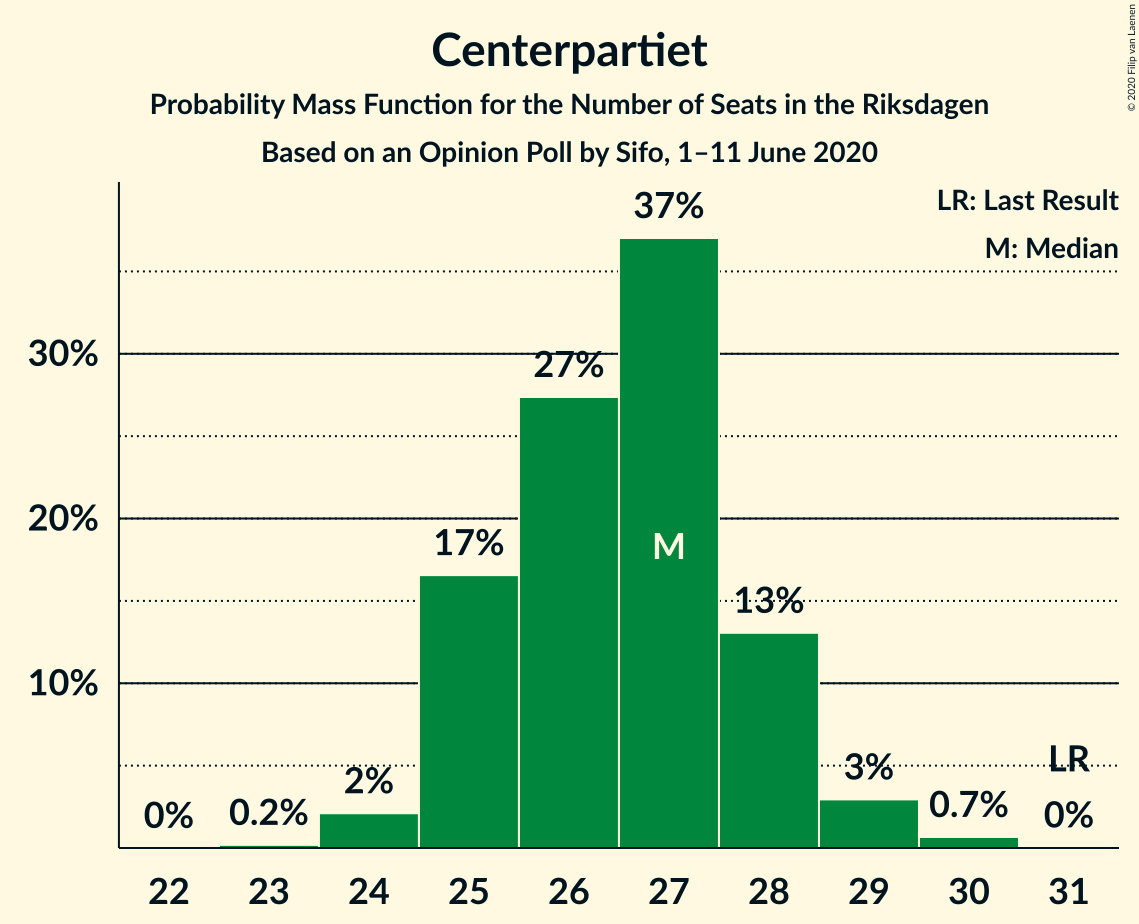 Centerpartiet
Probability Mass Function for the Number of Seats in the Riksdagen
Based on an Opinion Poll by Sifo, 1–11 June 2020
© 2020 Filip van Laenen
LR: Last Result
M: Median
30%
20%
10%
0%
0.2%
2%
17%
27%
37%
M
13%
3%
0.7%
LR
0%
22 23 24 25 26 27 28 29 30 31